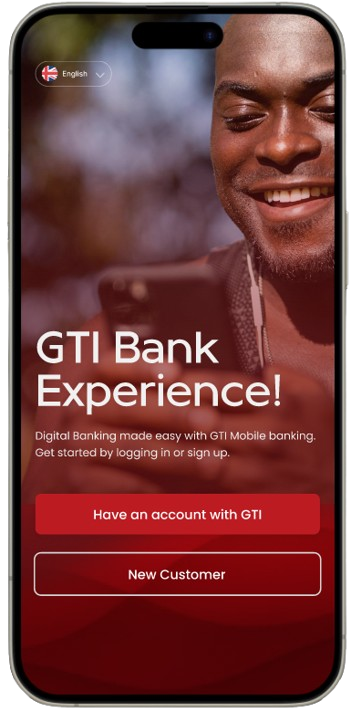 English
GTI Bank
Experience!
Digital Banking made easy with GTI Mobile banking.
Get started by logging in or sign up.
Have an account with GTI
New Customer